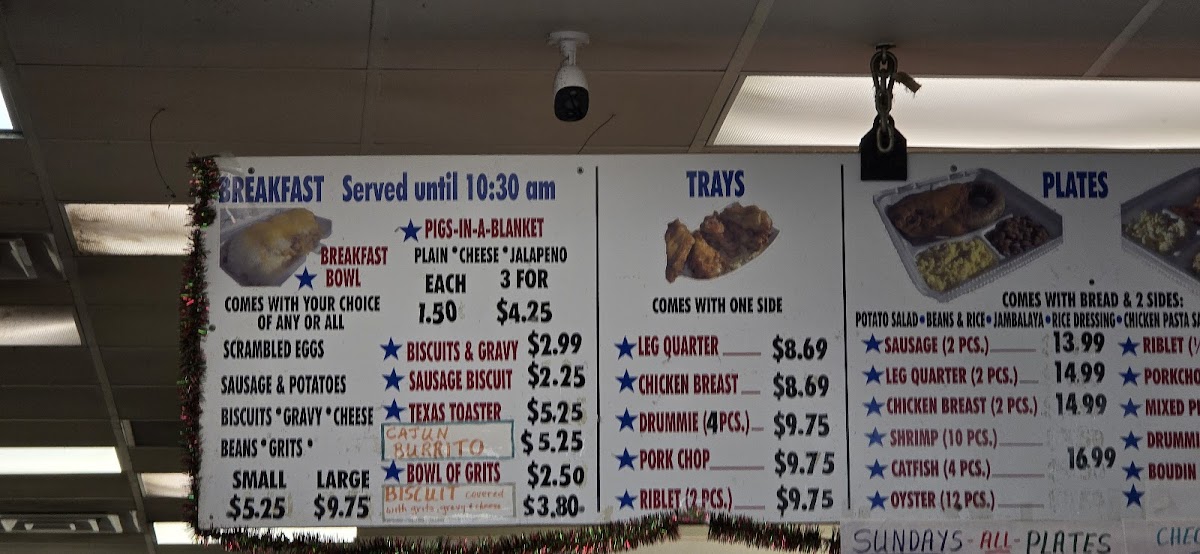 BREAKFAST Served until 10:30 am
BREAKFAST
BOWL
COMES WITH YOUR CHOICE
OF ANY OR ALL
SCRAMBLED EGGS
SAUSAGE & POTATOES
BISCUITS * GRAVY * CHEESE
BEANS * GRITS *
SMALL LARGE
$5.25 $9.75
PIGS-IN-A-BLANKET
PLAIN * CHEESE * JALAPENO
EACH 3 FOR
1.50 $4.25
BISCUITS & GRAVY $2.99
SAUSAGE BISCUIT $2.25
TEXAS TOASTER $5.25
CAJUN
BURRITO $5.25
BOWL OF GRITS $2.50
BISCUIT covered
with grits, gravy & cheese $3.80
TRAYS
COMES WITH ONE SIDE
LEG QUARTER $8.69
CHICKEN BREAST $8.69
DRUMMIE (4PCS.) $9.75
PORK CHOP $9.75
RIBLET (2 PCS.) $9.75
PLATES
COMES WITH BREAD & 2 SIDES:
POTATO SALAD • BEANS & RICE • JAMBALAYA • RICE DRESSING • CHICKEN PASTA
SAUSAGE (2 PCS.) 13.99
LEG QUARTER (2 PCS.) 14.99
CHICKEN BREAST (2 PCS.) 14.99
SHRIMP (10 PCS.)
CATFISH (4 PCS.) 16.99
OYSTER (12 PCS.)
RIBLET
MIXED
BOUDIN
SUNDAYS-ALL-PLATES